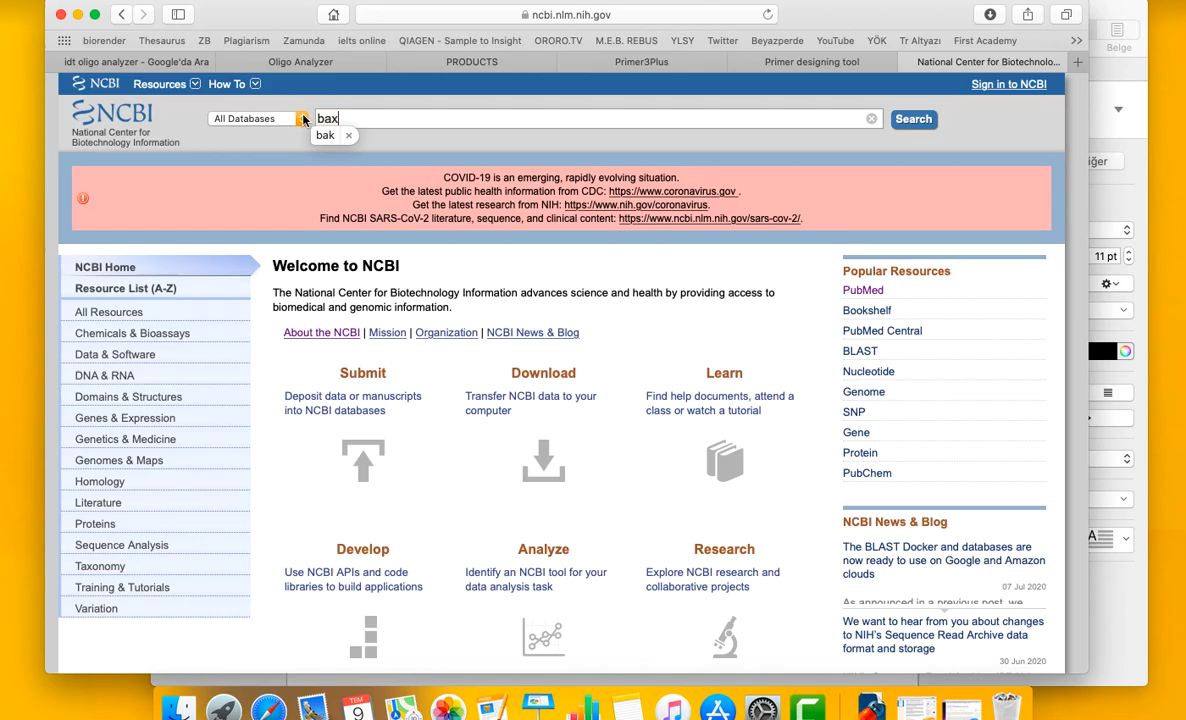 ncbi.nlm.nih.gov
biorender Thesaurus ZB Plagiarism Zamunda ielts online QIAGEN - Sample to Insight ORORO.TV M.E.B. REBUS YLSY Twitter Beyazperde YouTube YÖK Tr Altyazı First Academy >>
Belge
idt oligo analyzer - Google'da Ara Oligo Analyzer PRODUCTS Primer3Plus Primer designing tool National Center for Biotechnolo... +
NCBI Resources How To Sign in to NCBI
NCBI
National Center for
Biotechnology Information
All Databases bax Search
bak ×
iğer
COVID-19 is an emerging, rapidly evolving situation.
Get the latest public health information from CDC: https://www.coronavirus.gov .
Get the latest research from NIH: https://www.nih.gov/coronavirus.
Find NCBI SARS-CoV-2 literature, sequence, and clinical content: https://www.ncbi.nlm.nih.gov/sars-cov-2/.
11 pt
NCBI Home
Resource List (A-Z)
All Resources
Chemicals & Bioassays
Data & Software
DNA & RNA
Domains & Structures
Genes & Expression
Genetics & Medicine
Genomes & Maps
Homology
Literature
Proteins
Sequence Analysis
Taxonomy
Training & Tutorials
Variation
Welcome to NCBI
The National Center for Biotechnology Information advances science and health by providing access to
biomedical and genomic information.
About the NCBI | Mission | Organization | NCBI News & Blog
Submit
Deposit data or manuscripts
into NCBI databases
Download
Transfer NCBI data to your
computer
Learn
Find help documents, attend a
class or watch a tutorial
Develop
Use NCBI APIs and code
libraries to build applications
Analyze
Identify an NCBI tool for your
data analysis task
Research
Explore NCBI research and
collaborative projects
Popular Resources
PubMed
Bookshelf
PubMed Central
BLAST
Nucleotide
Genome
SNP
Gene
Protein
PubChem
NCBI News & Blog
The BLAST Docker and databases are
now ready to use on Google and Amazon
clouds
07 Jul 2020
As announced in a previous post, we
We want to hear from you about changes
to NIH's Sequence Read Archive data
format and storage
30 Jun 2020
A
TEM
9